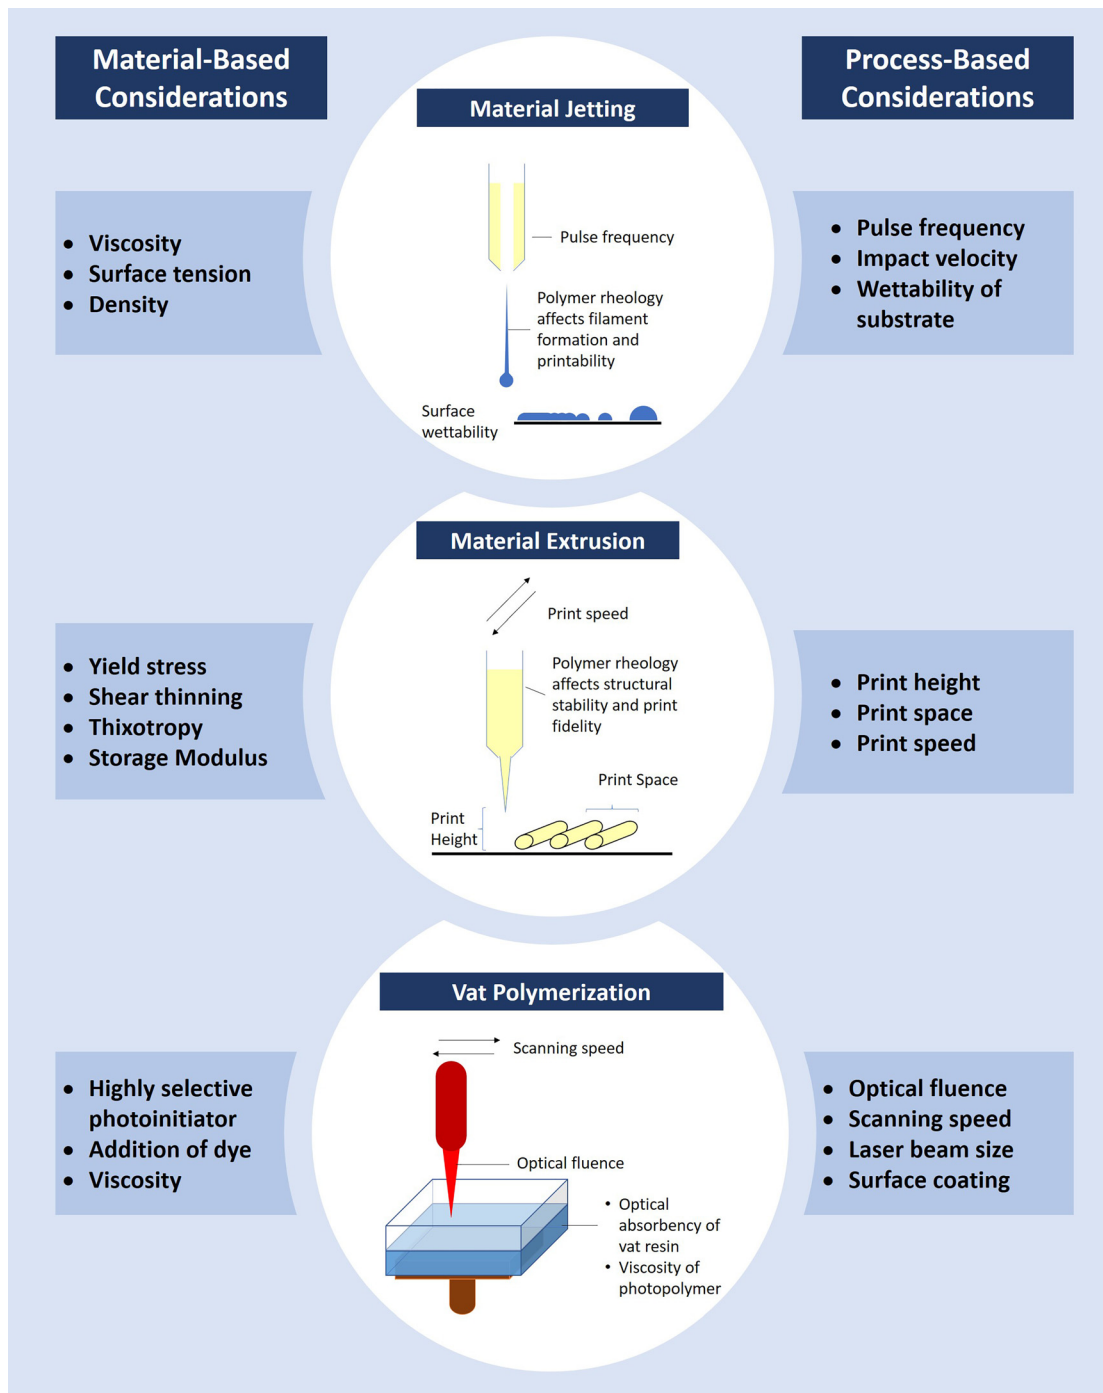 Material-Based
Considerations
Process-Based
Considerations
Material Jetting
• Viscosity
• Surface tension
• Density
Pulse frequency
Polymer rheology
affects filament
formation and
printability
Surface
wettability
• Pulse frequency
• Impact velocity
• Wettability of
substrate
Material Extrusion
• Yield stress
• Shear thinning
• Thixotropy
• Storage Modulus
Print speed
Polymer rheology
affects structural
stability and print
fidelity
Print Space
Print
Height
• Print height
• Print space
• Print speed
Vat Polymerization
• Highly selective
photoinitiator
• Addition of dye
• Viscosity
Scanning speed
Optical fluence
• Optical
absorbency of
vat resin
• Viscosity of
photopolymer
• Optical fluence
• Scanning speed
• Laser beam size
• Surface coating